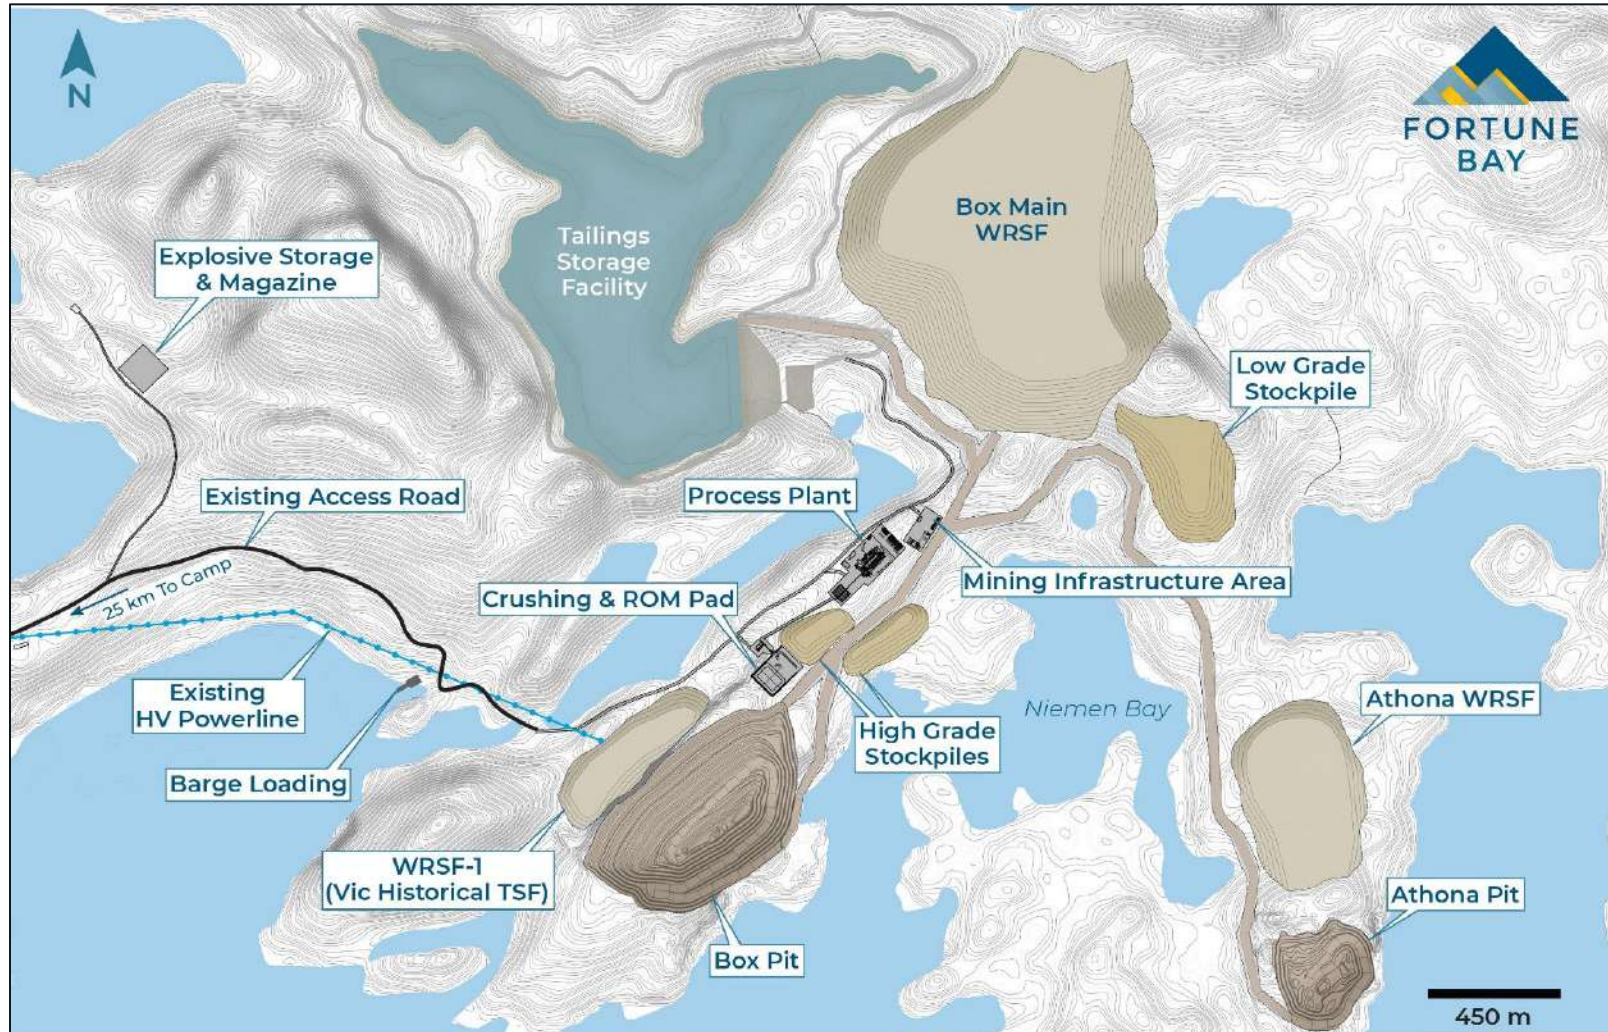 N
FORTUNE
BAY
Box Main
WRSF
Tailings
Storage
Facility
Explosive Storage
& Magazine
Low Grade
Stockpile
Existing Access Road
Process Plant
25 km To Camp
Crushing & ROM Pad
Mining Infrastructure Area
Existing
HV Powerline
Niemen Bay
Athona WRSF
High Grade
Stockpiles
Barge Loading
WRSF-1
(Vic Historical TSF)
Athona Pit
Box Pit
450 m